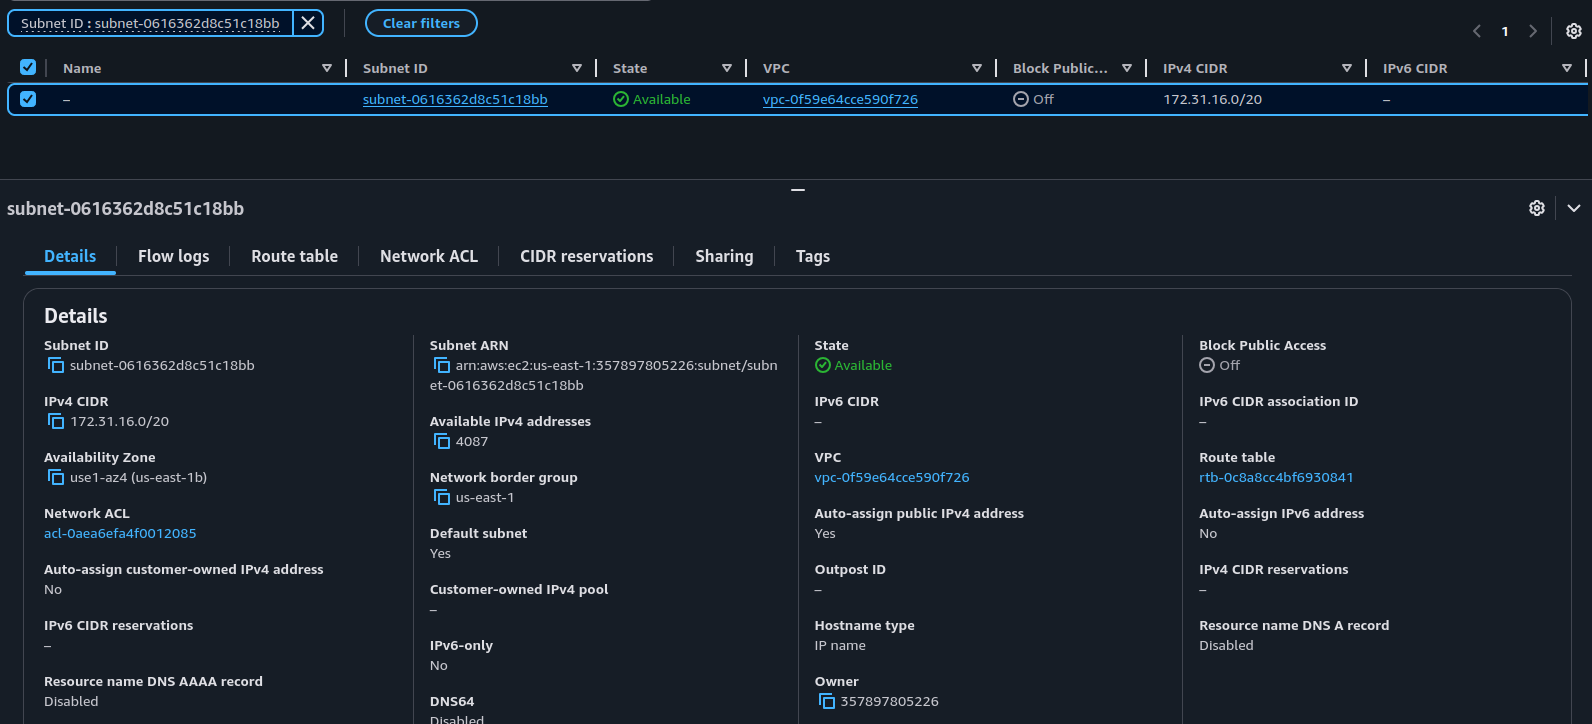 Subnet ID : subnet-0616362d8c51c18bb
Clear filters
1
Name
Subnet ID
State
VPC
Block Public...
IPv4 CIDR
IPv6 CIDR
–
subnet-0616362d8c51c18bb
Available
vpc-0f59e64cce590f726
Off
172.31.16.0/20
–
subnet-0616362d8c51c18bb
Details
Flow logs
Route table
Network ACL
CIDR reservations
Sharing
Tags
Details
Subnet ID
subnet-0616362d8c51c18bb
IPv4 CIDR
172.31.16.0/20
Availability Zone
use1-az4 (us-east-1b)
Network ACL
acl-0aea6efa4f0012085
Auto-assign customer-owned IPv4 address
No
IPv6 CIDR reservations
–
Resource name DNS AAAA record
Disabled
Subnet ARN
arn:aws:ec2:us-east-1:357897805226:subnet/subn
et-0616362d8c51c18bb
Available IPv4 addresses
4087
Network border group
us-east-1
Default subnet
Yes
Customer-owned IPv4 pool
–
IPv6-only
No
DNS64
Disabled
State
Available
IPv6 CIDR
–
VPC
vpc-0f59e64cce590f726
Auto-assign public IPv4 address
Yes
Outpost ID
–
Hostname type
IP name
Owner
357897805226
Block Public Access
Off
IPv6 CIDR association ID
–
Route table
rtb-0c8a8cc4bf6930841
Auto-assign IPv6 address
No
IPv4 CIDR reservations
–
Resource name DNS A record
Disabled